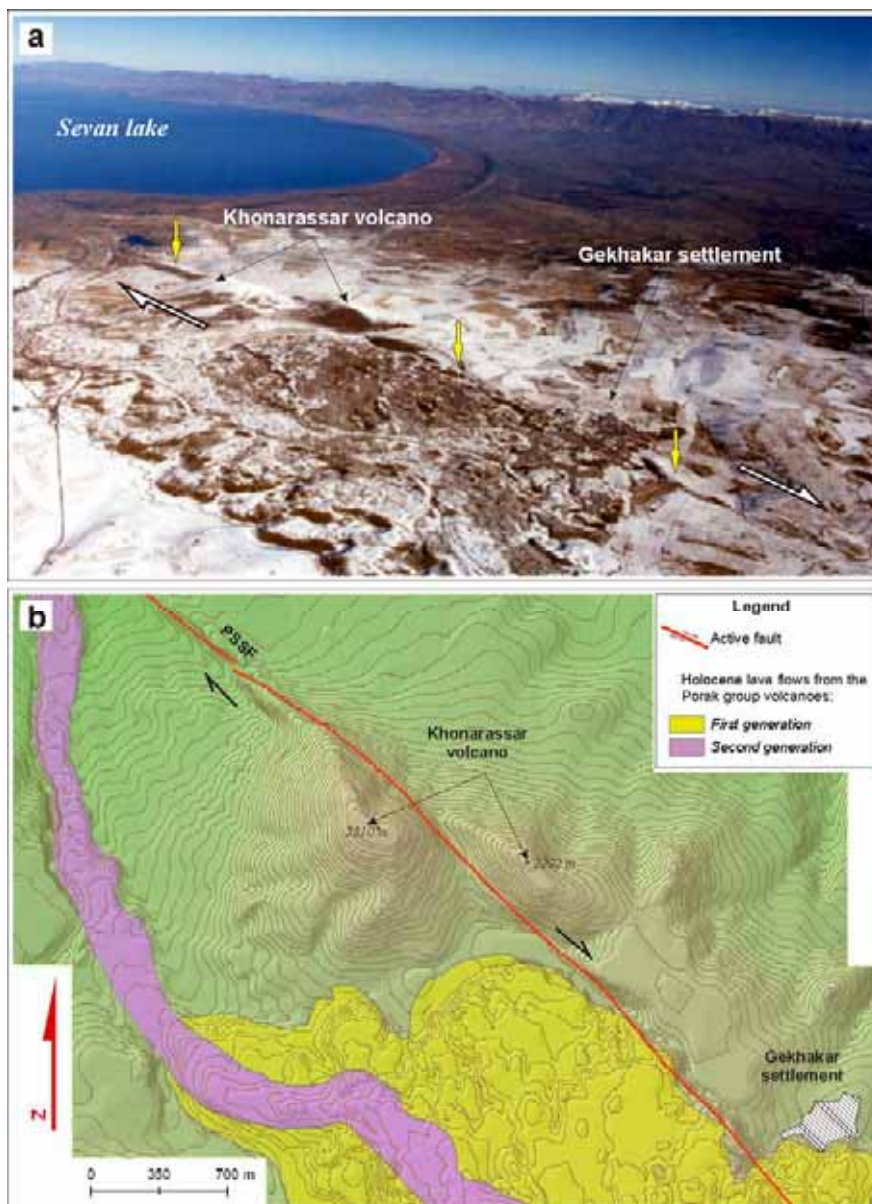 a
Sevan lake
Khonarassar volcano
Gekhakar settlement
b
PSSF
Khonarassar
volcano
Gekhakar
settlement
Legend
Active fault
Holocene lava flows from the
Porak group volcanoes:
First generation
Second generation
N
0 350 700 m